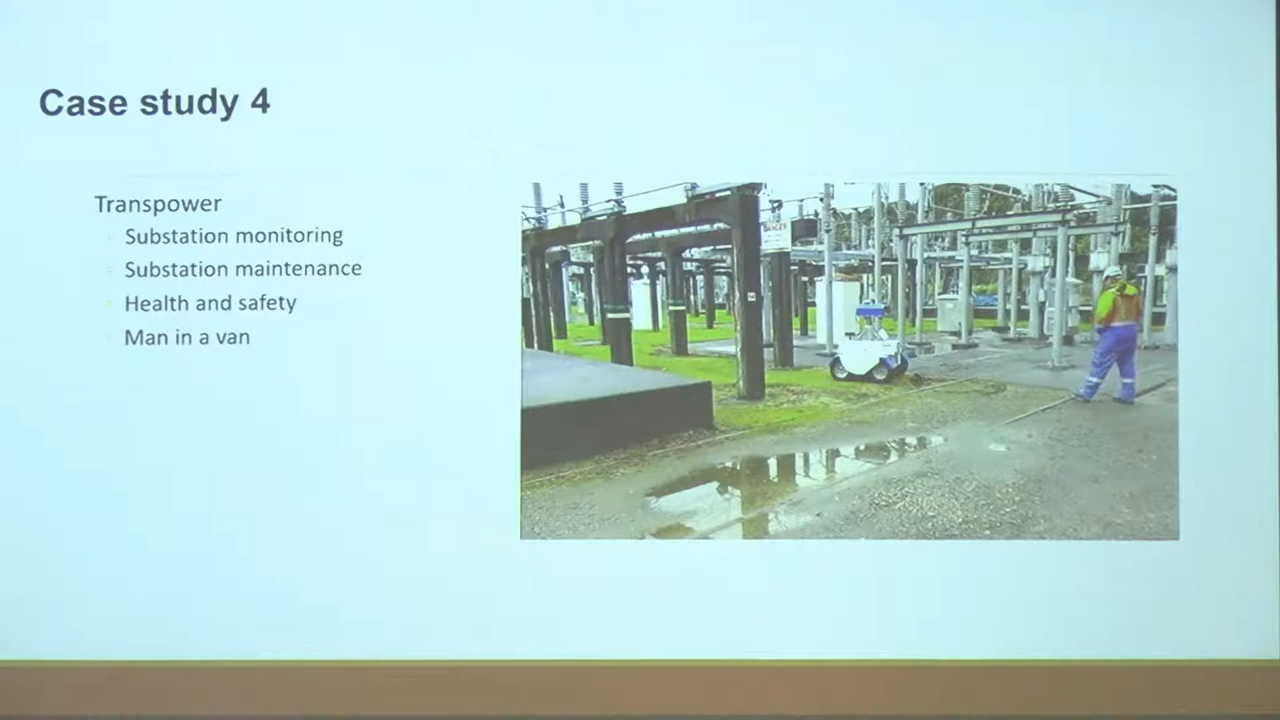 Case study 4
Transpower
Substation monitoring
Substation maintenance
Health and safety
Man in a van
DANGER